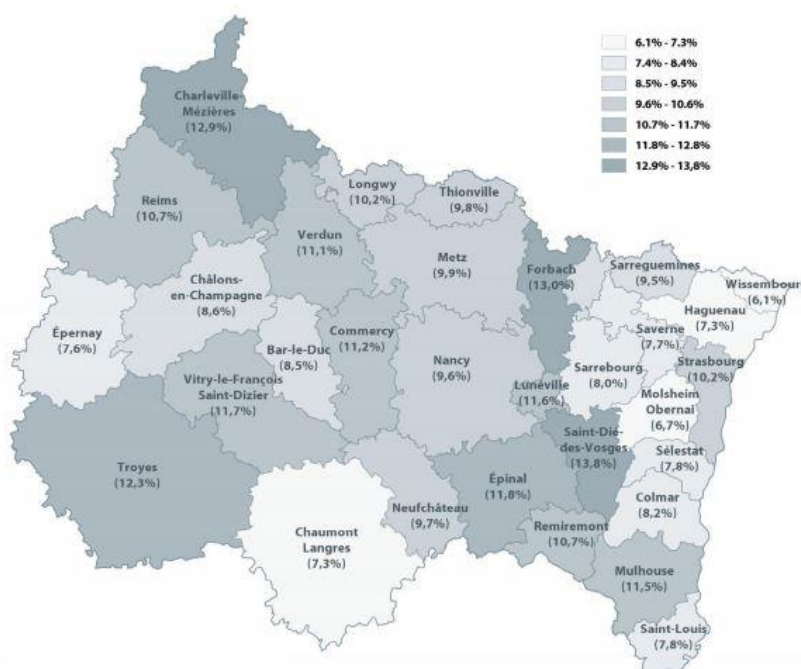 6.1% - 7.3%
7.4% - 8.4%
8.5% - 9.5%
9.6% - 10.6%
10.7% - 11.7%
11.8% - 12.8%
12.9% - 13,8%
Charleville-
Mézières
(12,9%)
Reims
(10,7%)
Longwy
(10,2%)
Thionville
(9,8%)
Verdun
(11,1%)
Metz
(9,9%)
Forbach
(13,0%)
Sarreguemines
(9,5%)
Wissembourg
(6,1%)
Haguenau
(7,3%)
Châlons-
en-Champagne
(8,6%)
Épernay
(7,6%)
Bar-le-Duc
(8,5%)
Commercy
(11,2%)
Nancy
(9,6%)
Saverne
(7,7%)
Sarrebourg
(8,0%)
Strasbourg
(10,2%)
Vitry-le-François
Saint-Dizier
(11,7%)
Lunéville
(11,6%)
Molsheim
Obernai
(6,7%)
Saint-Dié-
des-Vosges
(13,8%)
Sélestat
(7,8%)
Troyes
(12,3%)
Épinal
(11,8%)
Colmar
(8,2%)
Neufchâteau
(9,7%)
Remiremont
(10,7%)
Chaumont
Langres
(7,3%)
Mulhouse
(11,5%)
Saint-Louis
(7,8%)